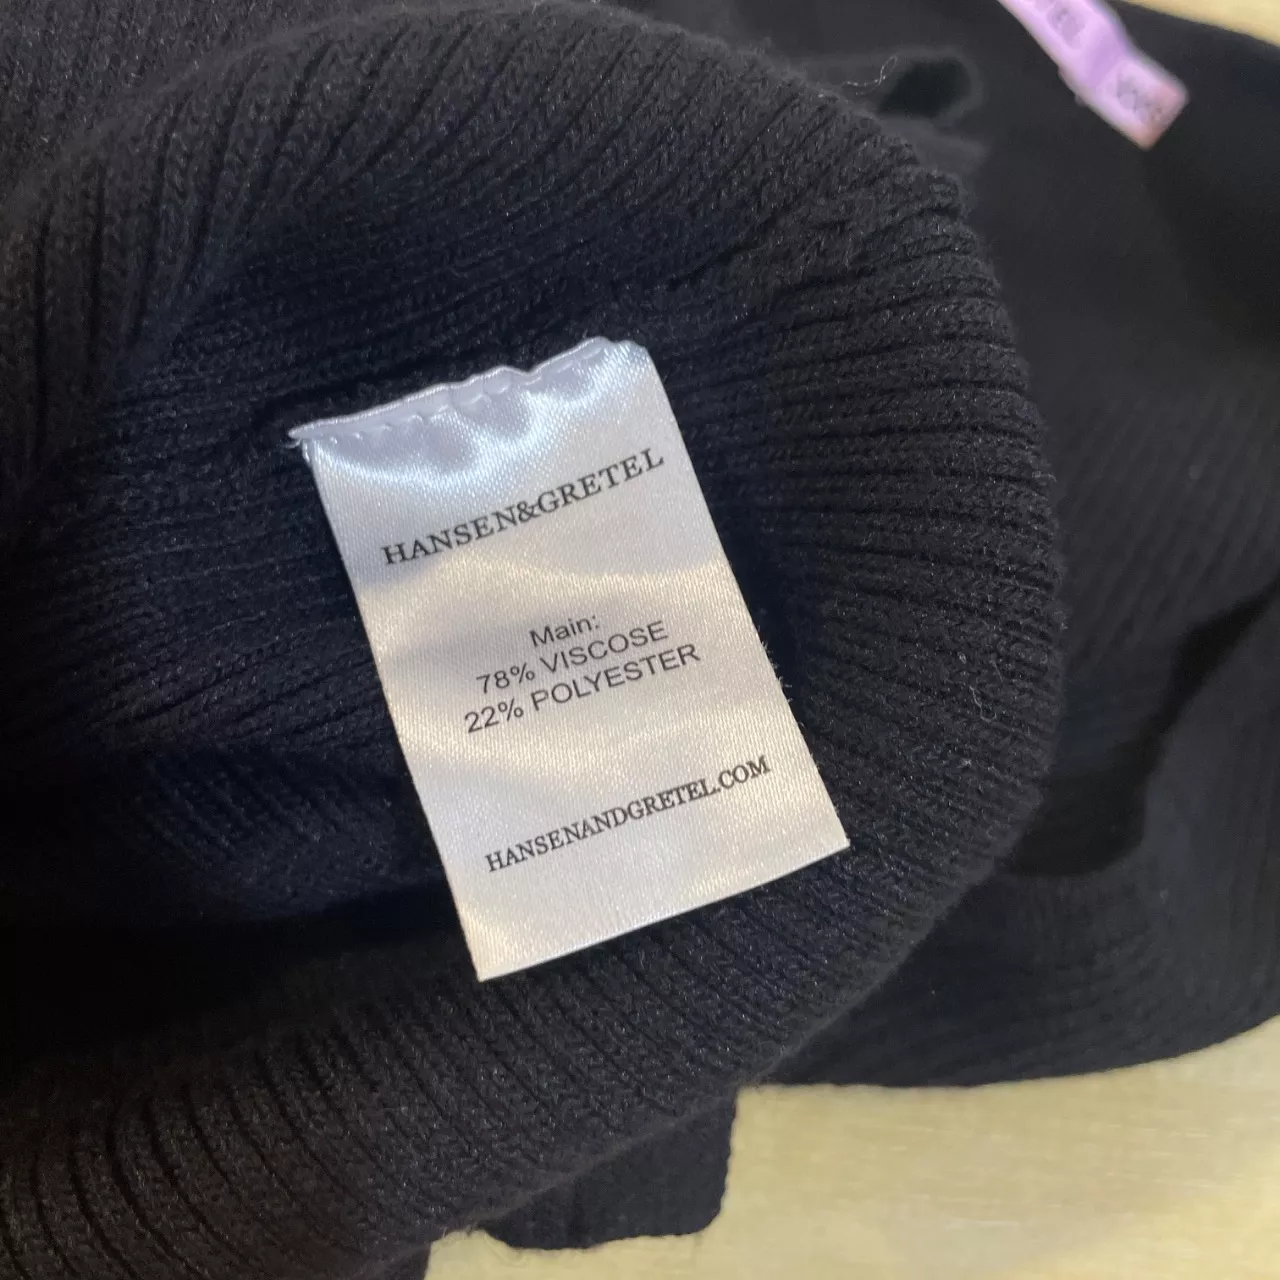 HANSEN&GRETEL
Main:
78% VISCOSE
22% POLYESTER
HANSENANDGRETEL.COM